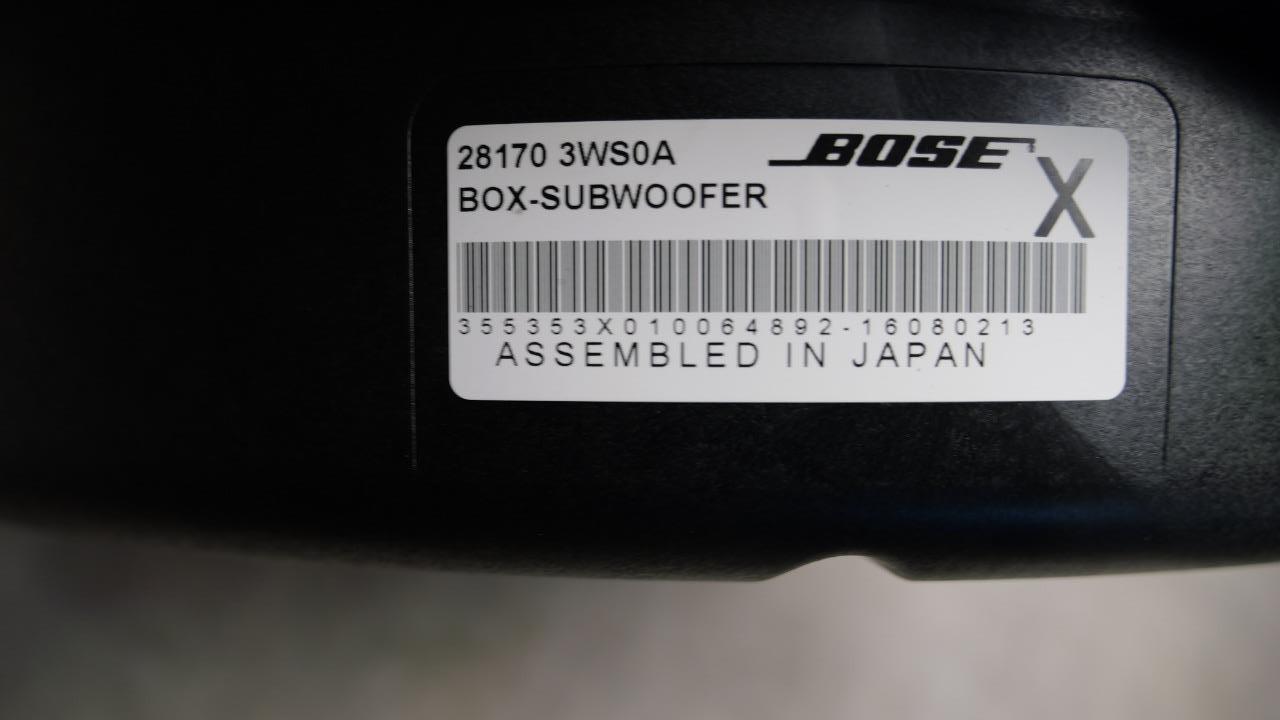 28170 3WS0A
BOSE
BOX-SUBWOOFER
X
355353X010064892-16080213
ASSEMBLED IN JAPAN